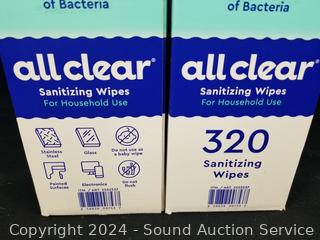 of Bacteria
all clear®
Sanitizing Wipes
For Household Use
Stainless
Steel
Glass
Do not use as
a baby wipe
Painted
Surfaces
Electronics
Do not
flush
of Bacteria
all clear®
Sanitizing Wipes
For Household Use
320
Sanitizing
Wipes
Copyright 2024 - Sound Auction Service